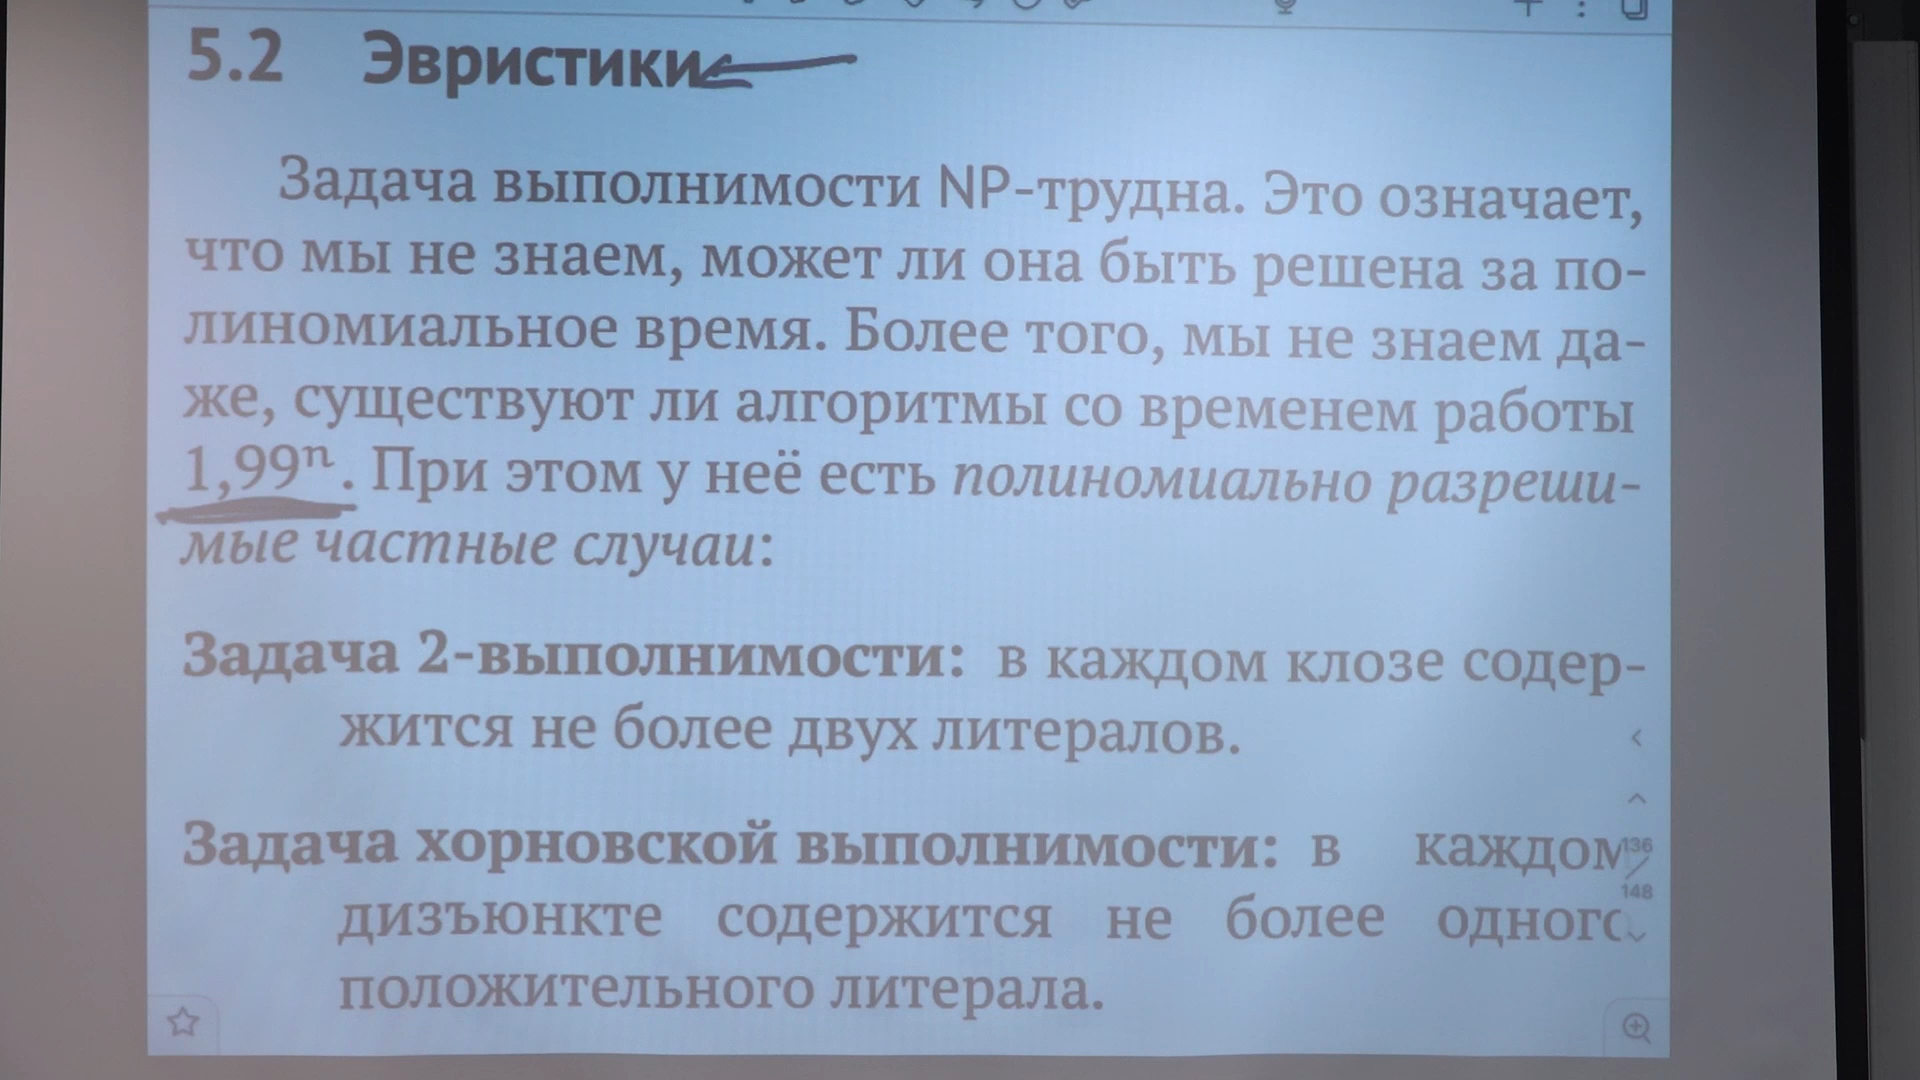 5.2 Эвристики
Задача выполнимости NP-трудна. Это означает,
что мы не знаем, может ли она быть решена за по-
линомиальное время. Более того, мы не знаем да-
же, существуют ли алгоритмы со временем работы
1,99ⁿ. При этом у неё есть полиномиально разреши-
мые частные случаи:
Задача 2-выполнимости: в каждом клозе содер-
жится не более двух литералов.
Задача хорновской выполнимости: в каждом
136
148
дизъюнкте содержится не более одного
положительного литерала.